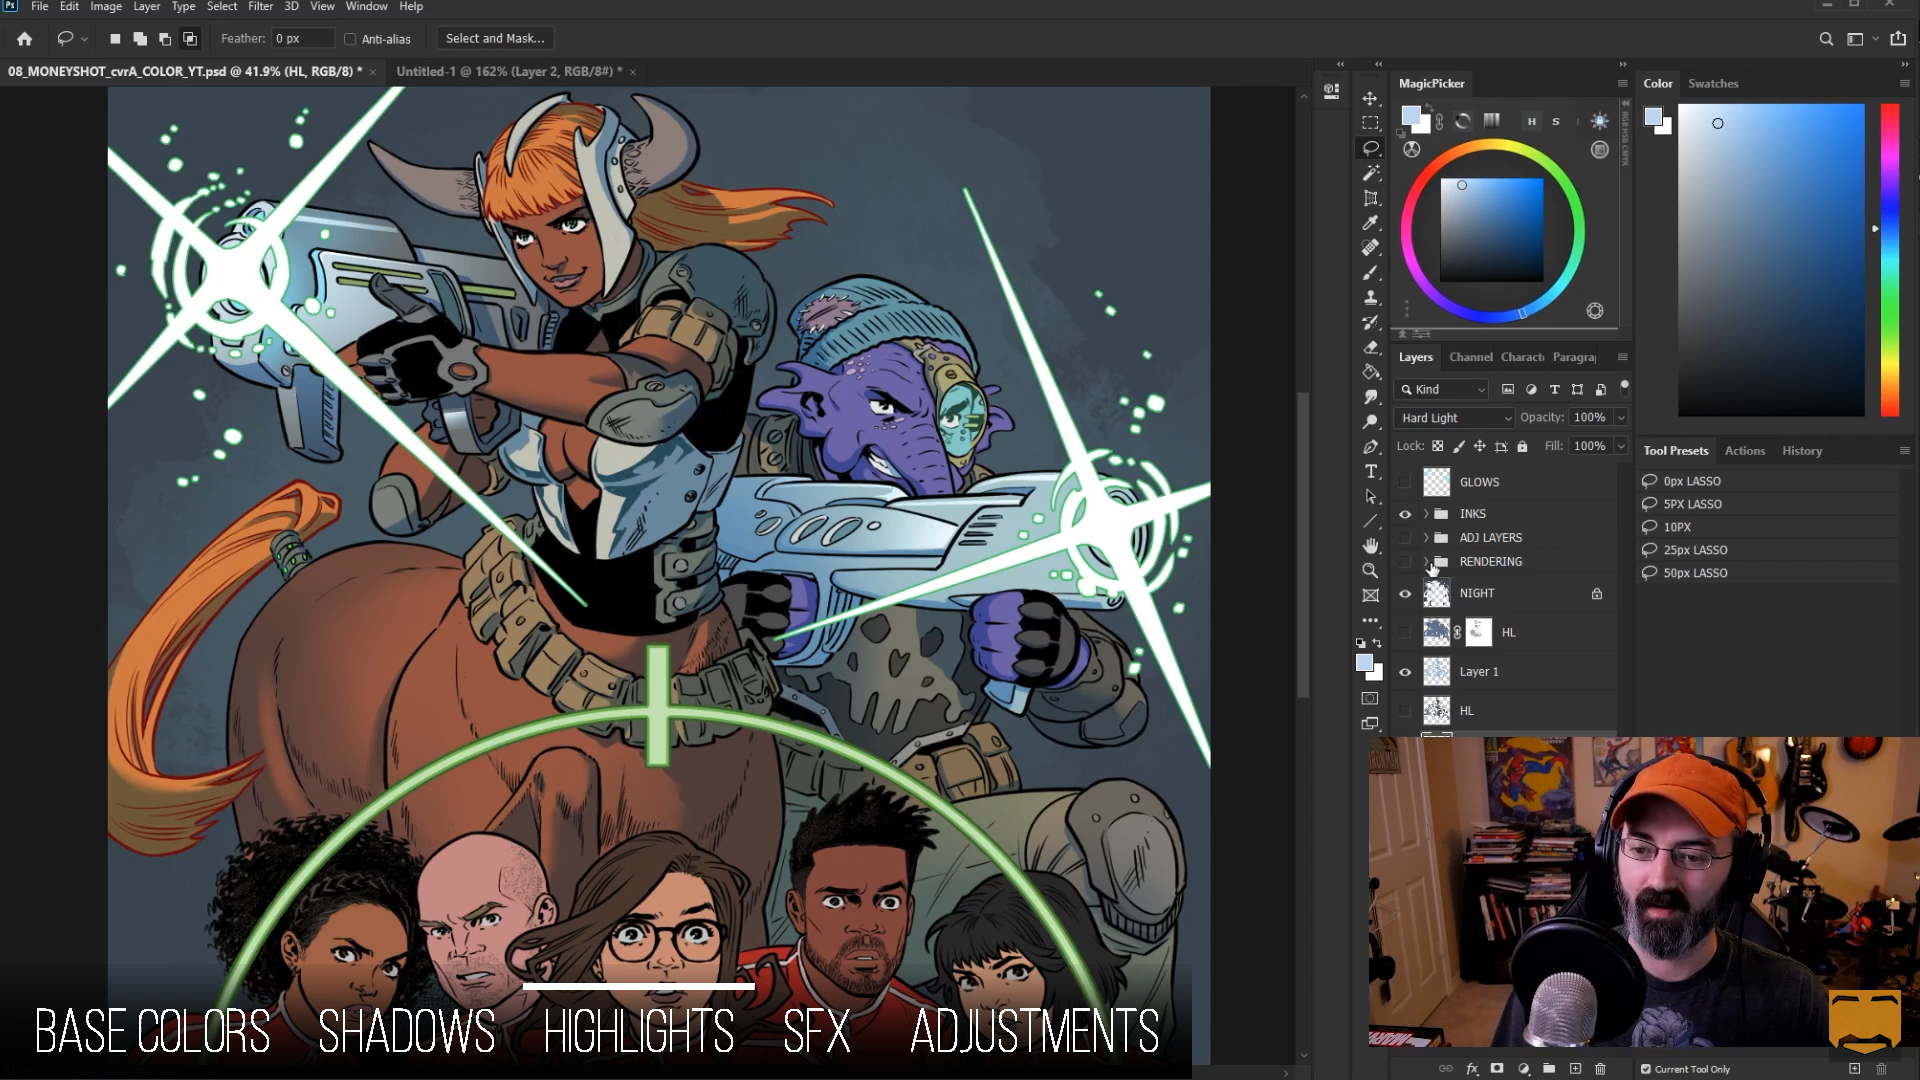 Ps File Edit Image Layer Type Select Filter 3D View Window Help
Feather: 0 px Anti-alias Select and Mask...
08_MONEYSHOT_cvrA_COLOR_YT.psd @ 41.9% (HL, RGB/8) * × Untitled-1 @ 162% (Layer 2, RGB/8#) * ×
MagicPicker
Color Swatches
H S
Layers Channel Charact Paragra
Kind
Hard Light Opacity: 100%
Lock: Fill: 100%
GLOWS
INKS
ADJ LAYERS
RENDERING
NIGHT
HL
Layer 1
HL
Tool Presets Actions History
0px LASSO
5PX LASSO
10PX
25px LASSO
50px LASSO
BASE COLORS SHADOWS HIGHLIGHTS SFX ADJUSTMENTS
fx
Current Tool Only